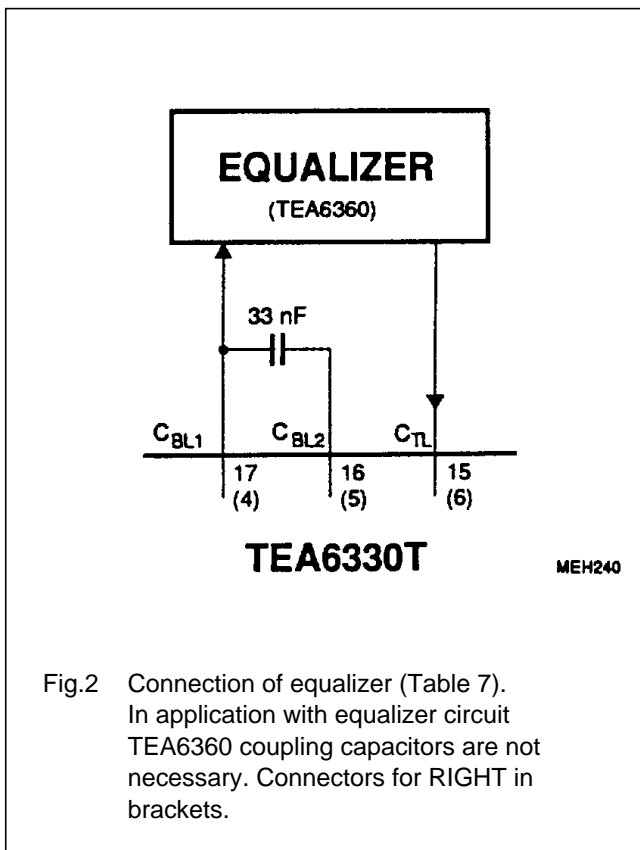 EQUALIZER
(TEA6360)
33 nF
C_BL1 C_BL2 C_TL
17 16 15
(4) (5) (6)
TEA6330T
MEH240
Fig.2 Connection of equalizer (Table 7).
In application with equalizer circuit
TEA6360 coupling capacitors are not
necessary. Connectors for RIGHT in
brackets.